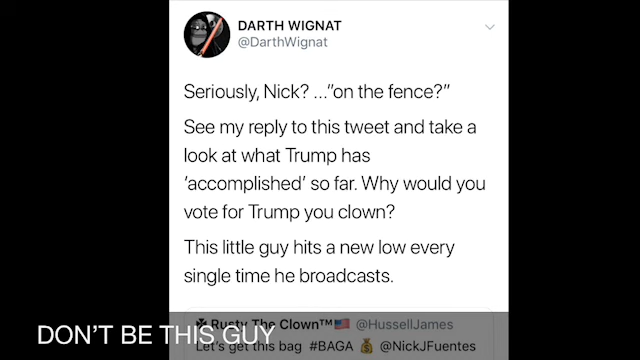 DARTH WIGNAT
@DarthWignat
Seriously, Nick? ..."on the fence?"
See my reply to this tweet and take a
look at what Trump has
'accomplished' so far. Why would you
vote for Trump you clown?
This little guy hits a new low every
single time he broadcasts.
Rusty The Clown™🇺🇸 @HussellJames
Let's get this bag #BAGA 💰 @NickJFuentes
DON'T BE THIS GUY